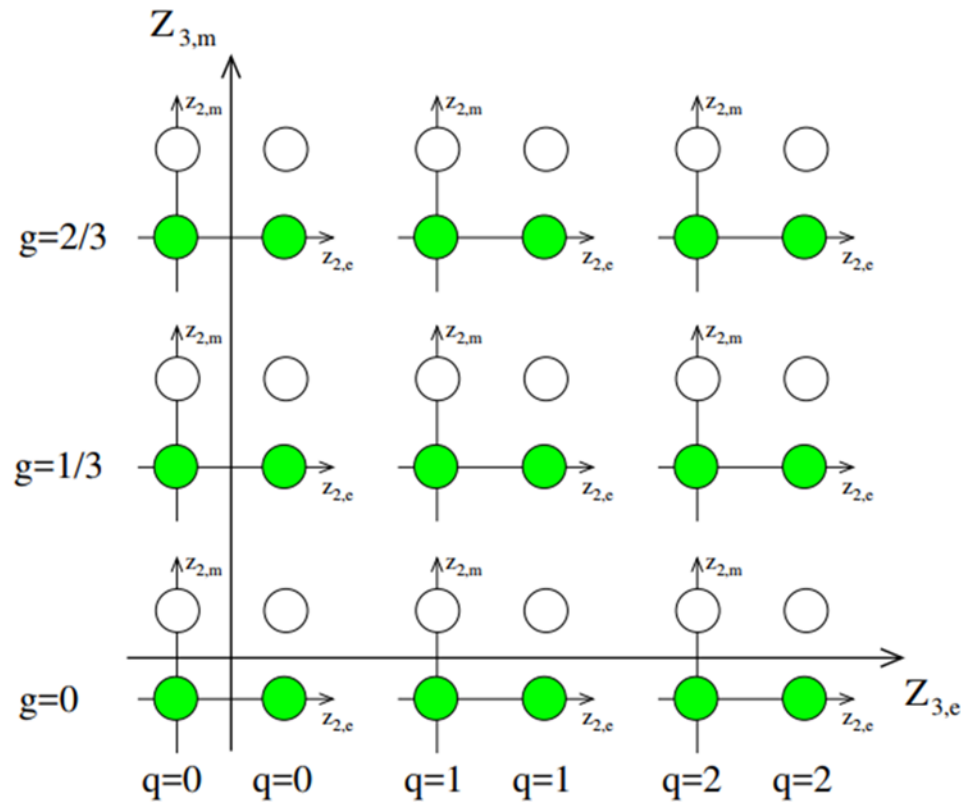 Z3,m
z2,m z2,m z2,m
g=2/3
z2,e z2,e z2,e
z2,m z2,m z2,m
g=1/3
z2,e z2,e z2,e
z2,m z2,m z2,m
g=0
z2,e z2,e z2,e
Z3,e
q=0 q=0 q=1 q=1 q=2 q=2